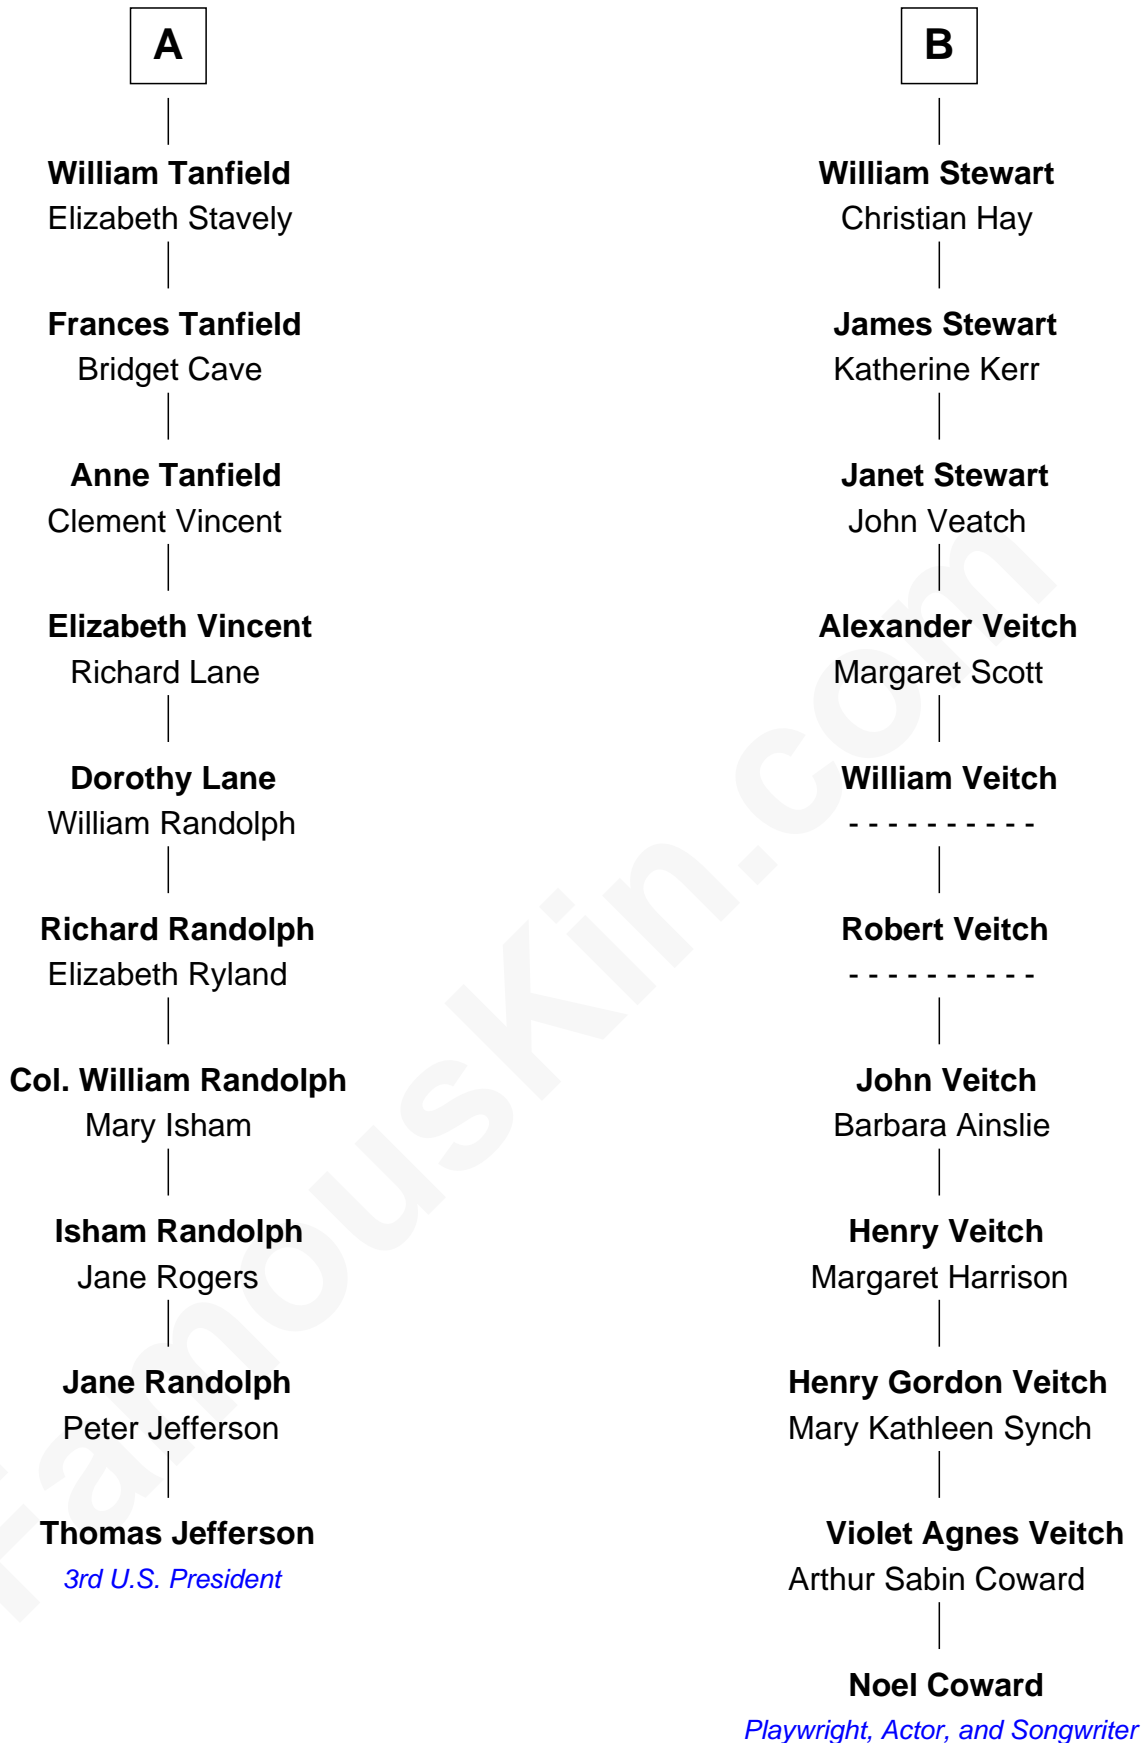 A
William Tanfield
Elizabeth Stavely
Frances Tanfield
Bridget Cave
Anne Tanfield
Clement Vincent
Elizabeth Vincent
Richard Lane
Dorothy Lane
William Randolph
Richard Randolph
Elizabeth Ryland
Col. William Randolph
Mary Isham
Isham Randolph
Jane Rogers
Jane Randolph
Peter Jefferson
Thomas Jefferson
3rd U.S. President
B
William Stewart
Christian Hay
James Stewart
Katherine Kerr
Janet Stewart
John Veatch
Alexander Veitch
Margaret Scott
William Veitch
- - - - - - - - - -
Robert Veitch
- - - - - - - - - -
John Veitch
Barbara Ainslie
Henry Veitch
Margaret Harrison
Henry Gordon Veitch
Mary Kathleen Synch
Violet Agnes Veitch
Arthur Sabin Coward
Noel Coward
Playwright, Actor, and Songwriter
FamousKin.com